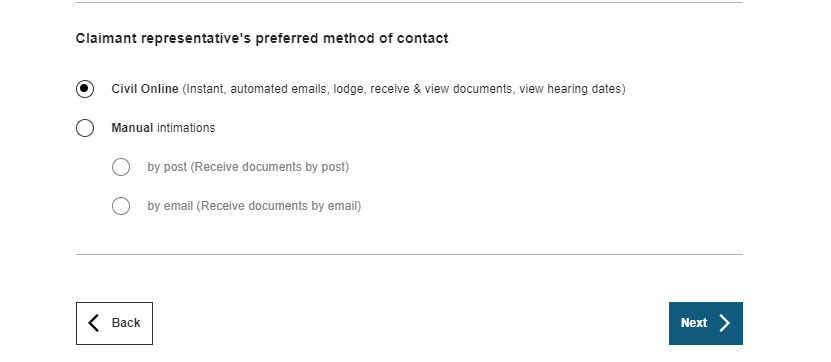 Claimant representative's preferred method of contact
Civil Online (Instant, automated emails, lodge, receive & view documents, view hearing dates)
Manual intimations
by post (Receive documents by post)
by email (Receive documents by email)
Back
Next